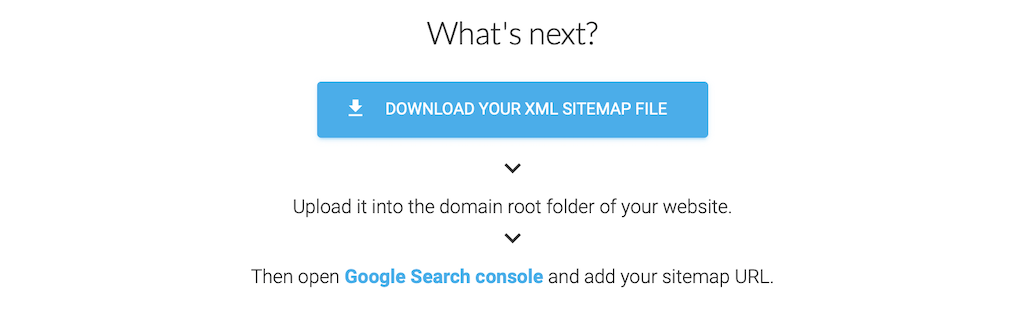 What's next?
DOWNLOAD YOUR XML SITEMAP FILE
Upload it into the domain root folder of your website.
Then open Google Search console and add your sitemap URL.